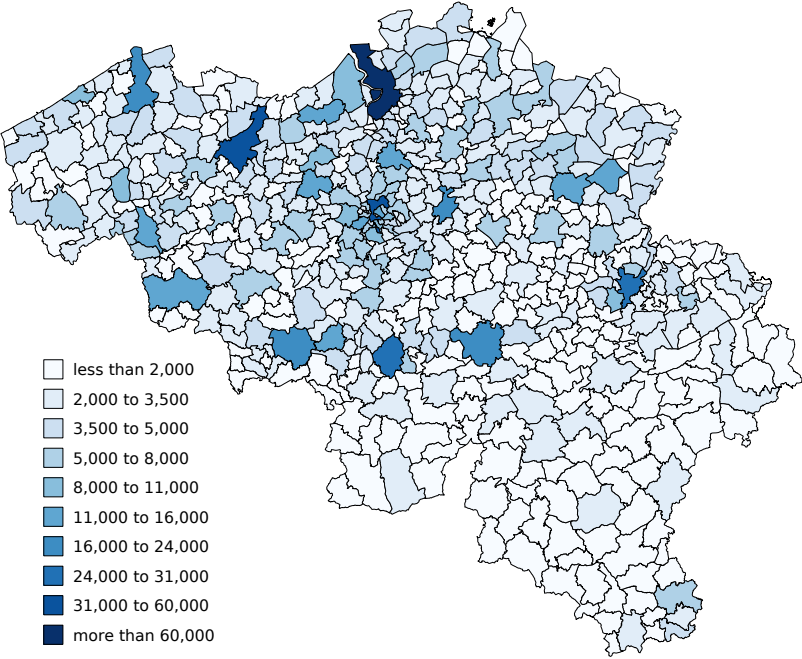 less than 2,000
2,000 to 3,500
3,500 to 5,000
5,000 to 8,000
8,000 to 11,000
11,000 to 16,000
16,000 to 24,000
24,000 to 31,000
31,000 to 60,000
more than 60,000